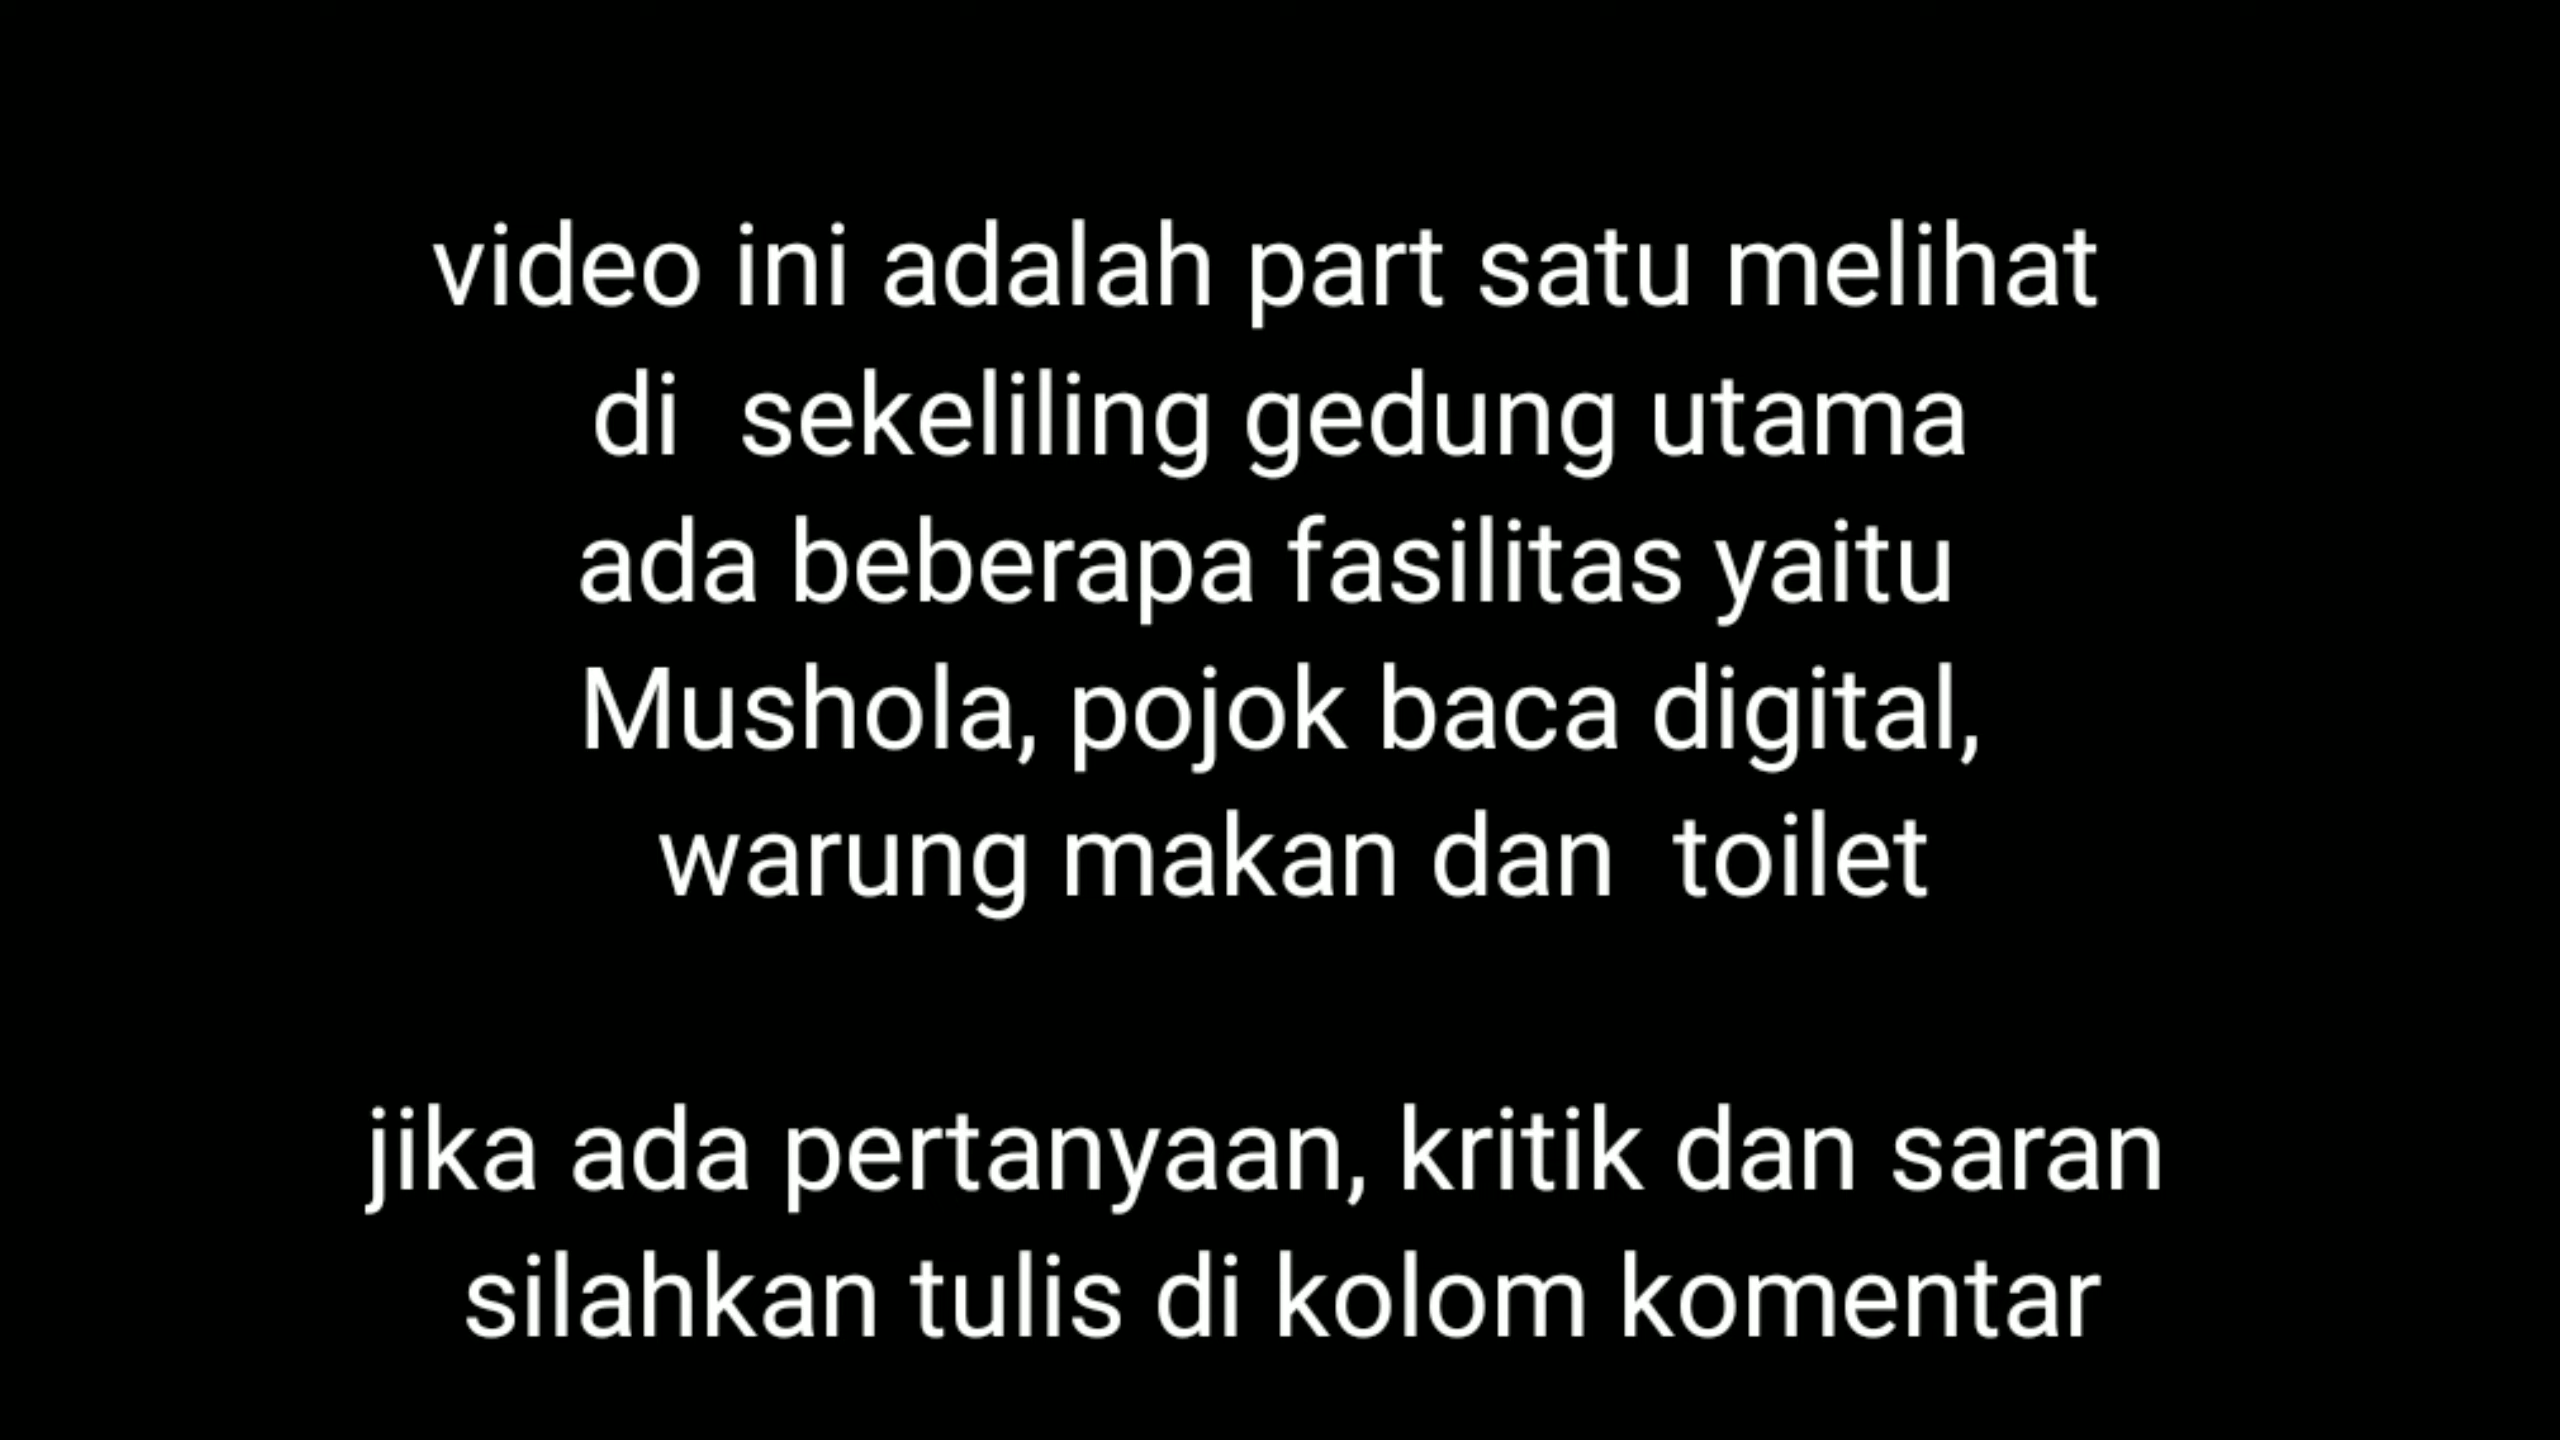 video ini adalah part satu melihat
di  sekeliling gedung utama
ada beberapa fasilitas yaitu
Mushola, pojok baca digital,
warung makan dan  toilet
jika ada pertanyaan, kritik dan saran
silahkan tulis di kolom komentar